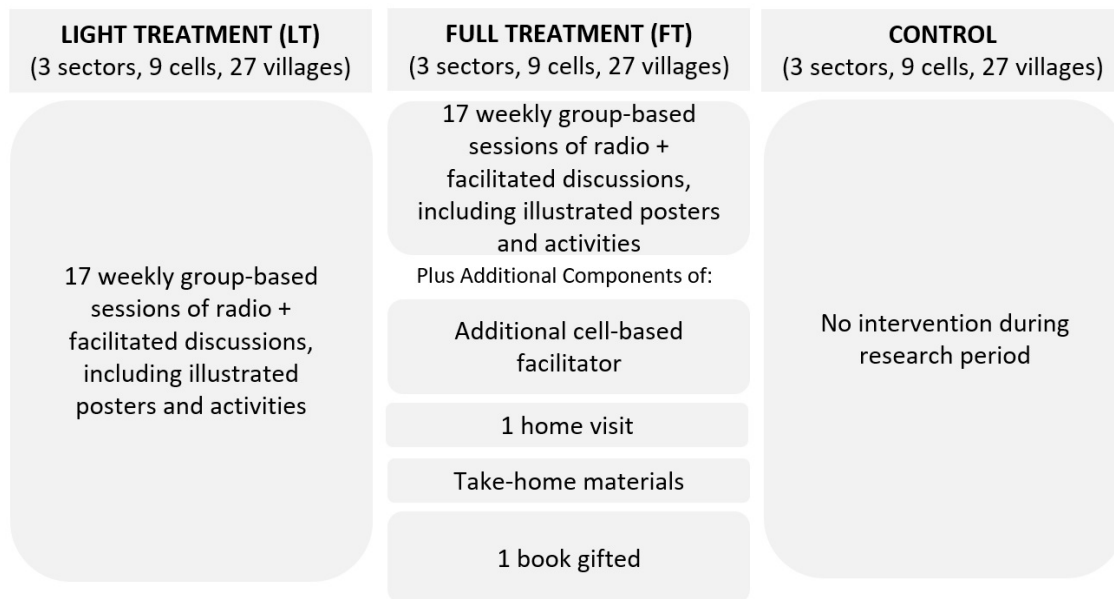 LIGHT TREATMENT (LT)
(3 sectors, 9 cells, 27 villages)
17 weekly group-based
sessions of radio +
facilitated discussions,
including illustrated
posters and activities
FULL TREATMENT (FT)
(3 sectors, 9 cells, 27 villages)
17 weekly group-based
sessions of radio +
facilitated discussions,
including illustrated posters
and activities
Plus Additional Components of:
Additional cell-based
facilitator
1 home visit
Take-home materials
1 book gifted
CONTROL
(3 sectors, 9 cells, 27 villages)
No intervention during
research period